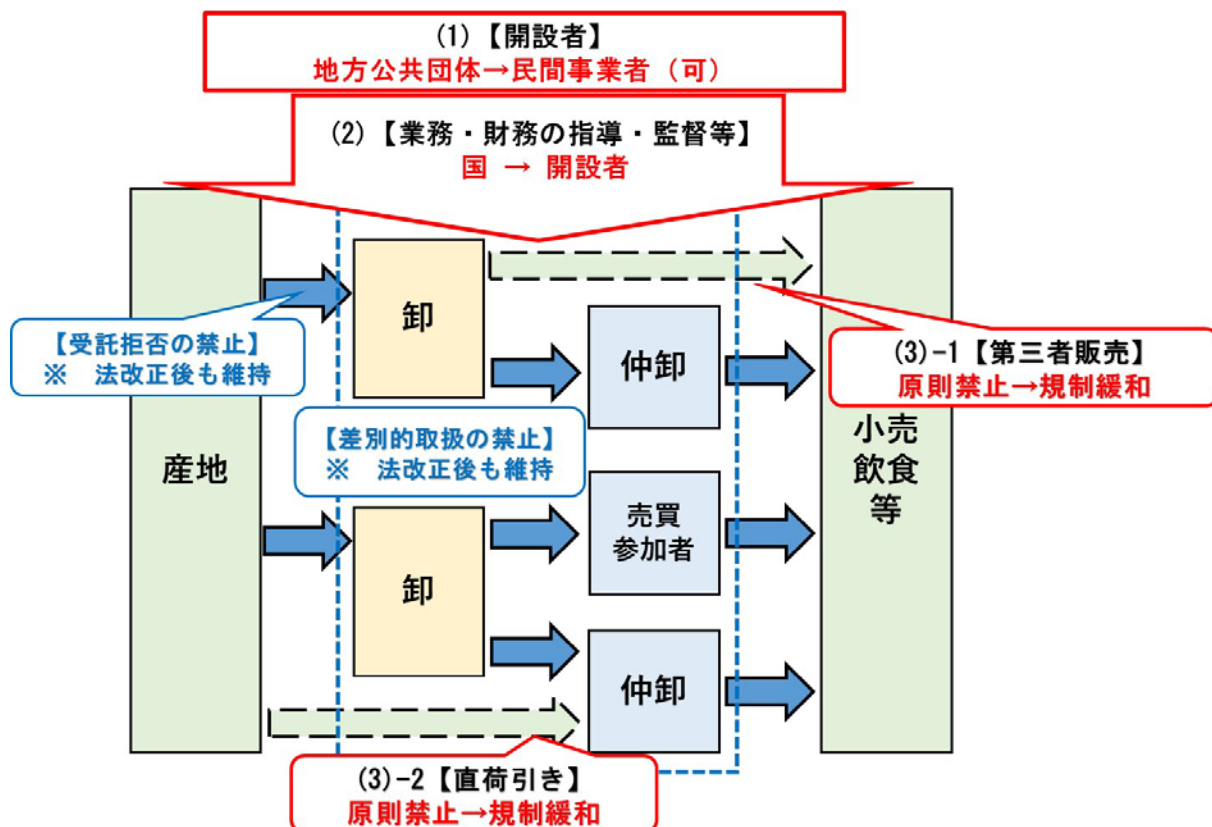 (1)【開設者】
地方公共団体→民間事業者（可）
(2)【業務・財務の指導・監督等】
国 → 開設者
卸
【受託拒否の禁止】
※　法改正後も維持
仲卸
(3)-1【第三者販売】
原則禁止→規制緩和
【差別的取扱の禁止】
※　法改正後も維持
産地
小売
飲食
等
売買
参加者
卸
仲卸
(3)-2【直荷引き】
原則禁止→規制緩和